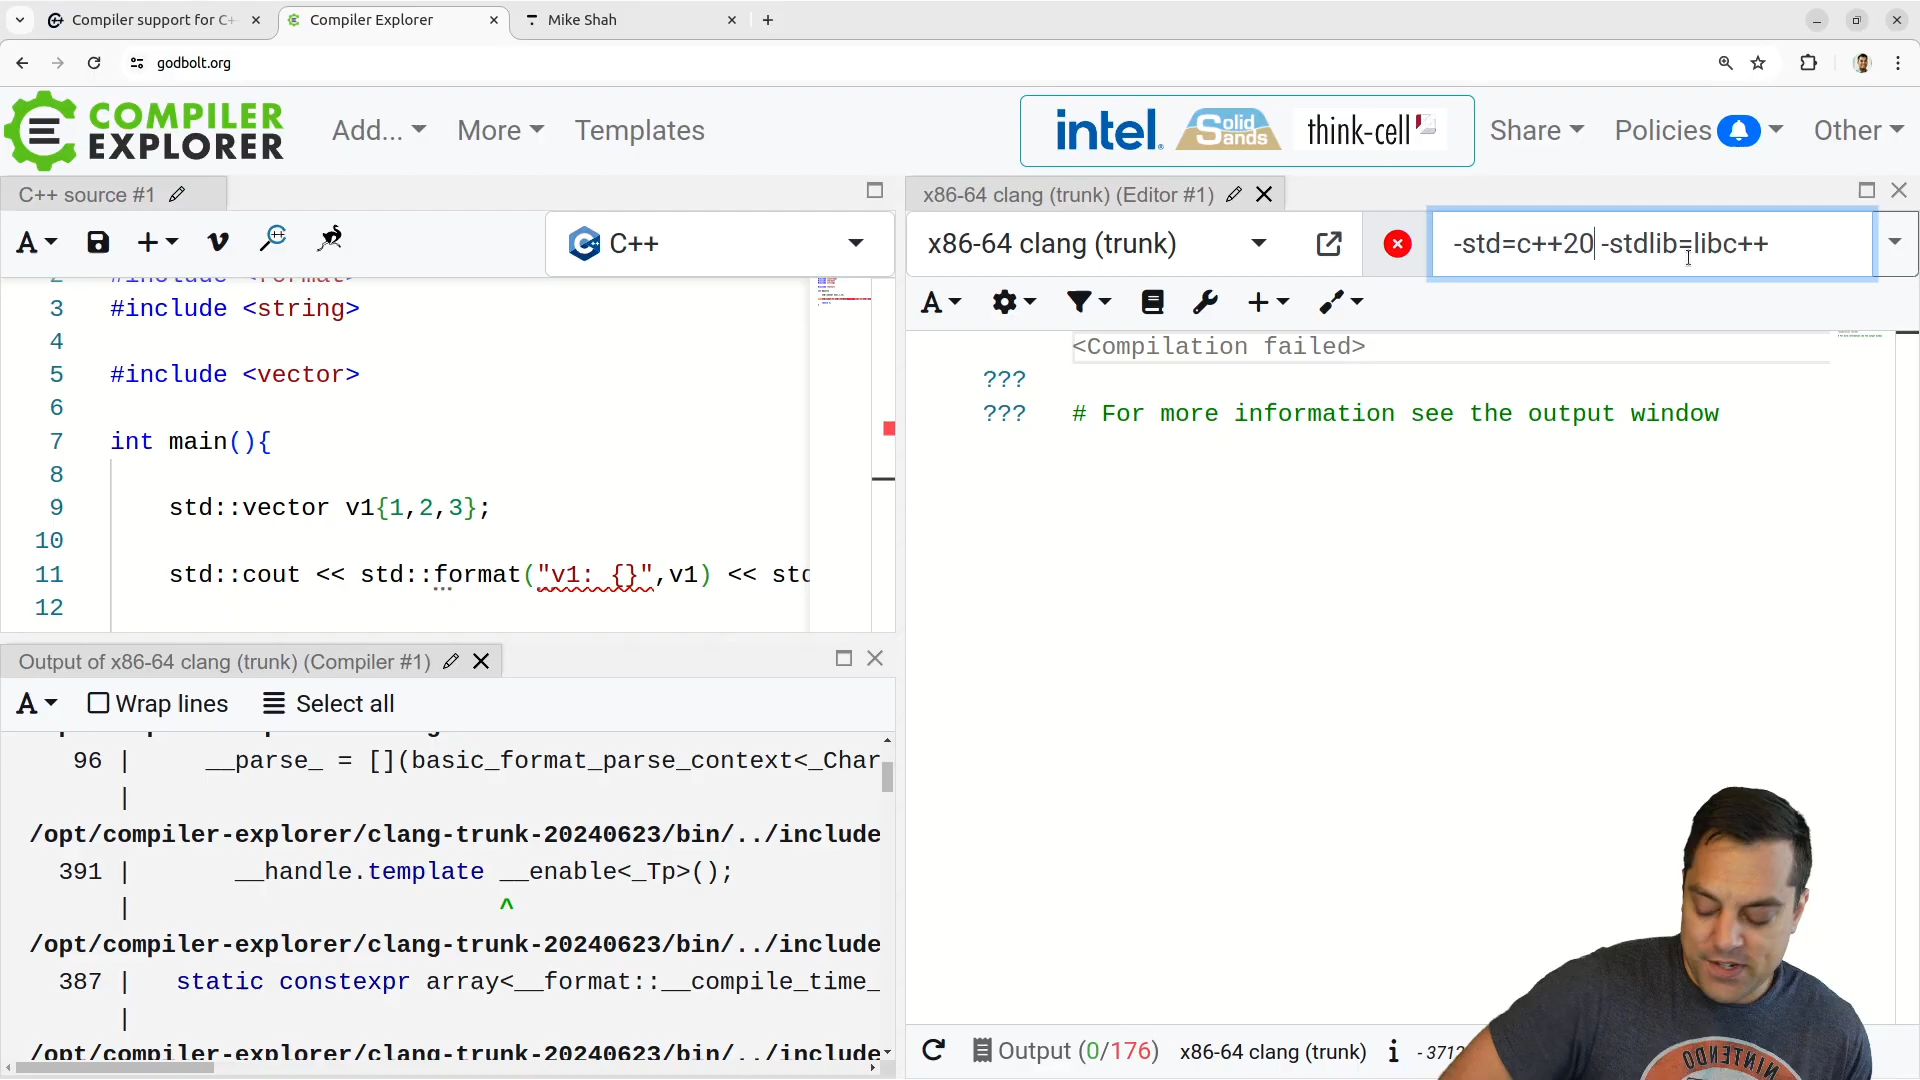 Compiler support for C+
Compiler Explorer
Mike Shah
godbolt.org
COMPILER
EXPLORER
Add...
More
Templates
intel.
Solid
Sands
think-cell
Share
Policies
Other
C++ source #1
x86-64 clang (trunk) (Editor #1)
A
C++
x86-64 clang (trunk)
-std=c++20 -stdlib=libc++
A
2 #include <format>
3 #include <string>
4
5 #include <vector>
6
7 int main(){
8
9 std::vector v1{1,2,3};
10
11 std::cout << std::format("v1: {}",v1) << std
12
<Compilation failed>
???
??? # For more information see the output window
Output of x86-64 clang (trunk) (Compiler #1)
A
Wrap lines
Select all
96 | __parse_ = [](basic_format_parse_context<_Char
|
/opt/compiler-explorer/clang-trunk-20240623/bin/../include
391 | __handle.template __enable<_Tp>();
| ^
/opt/compiler-explorer/clang-trunk-20240623/bin/../include
387 | static constexpr array<__format::__compile_time_
|
/opt/compiler-explorer/clang-trunk-20240623/bin/../include
Output (0/176) x86-64 clang (trunk) i - 3712
NINTENDO